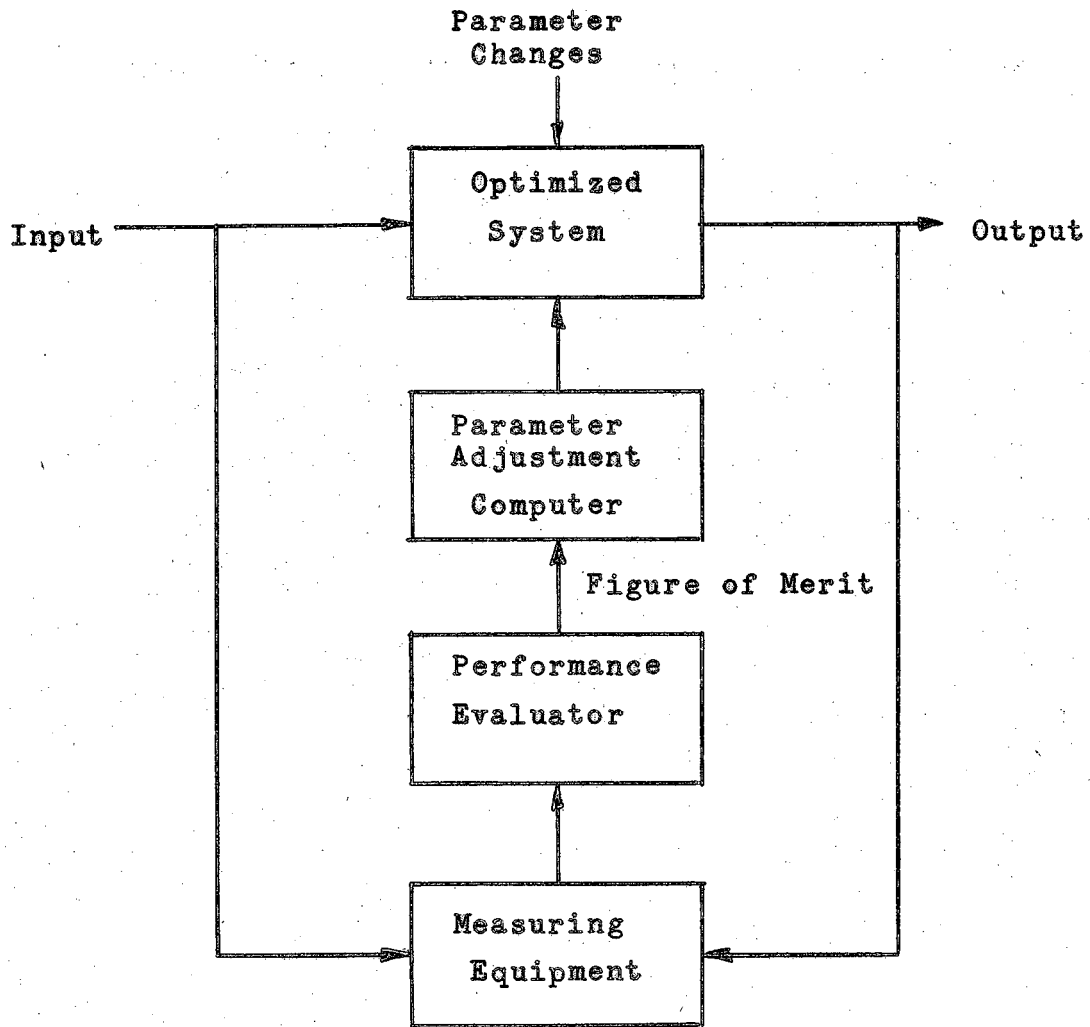 Parameter
Changes
Optimized
System
Input
Output
Parameter
Adjustment
Computer
Figure of Merit
Performance
Evaluator
Measuring
Equipment